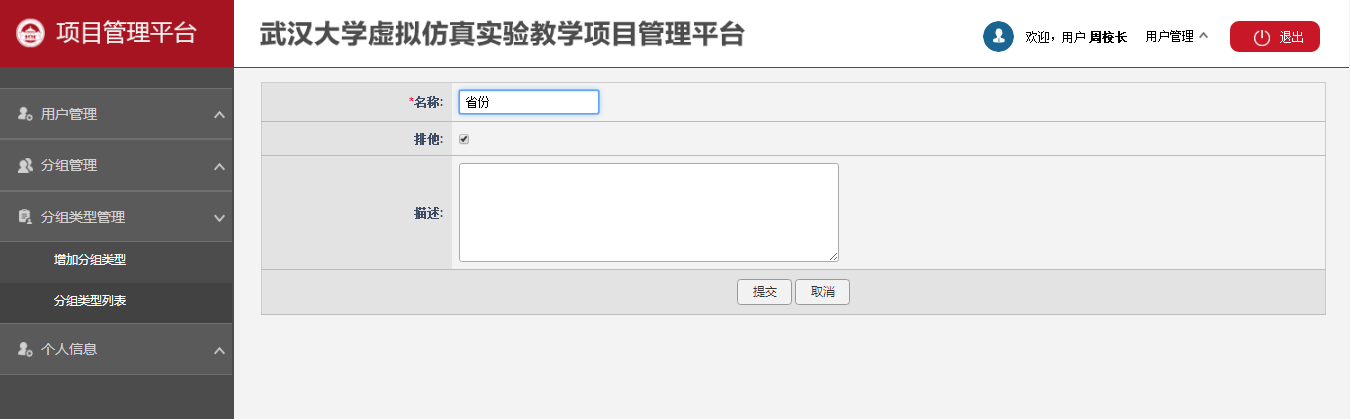 项目管理平台
武汉大学虚拟仿真实验教学项目管理平台
欢迎，用户 周校长 用户管理
退出
用户管理
分组管理
分组类型管理
增加分组类型
分组类型列表
个人信息
*名称: 省份
排他:
描述:
提交 取消